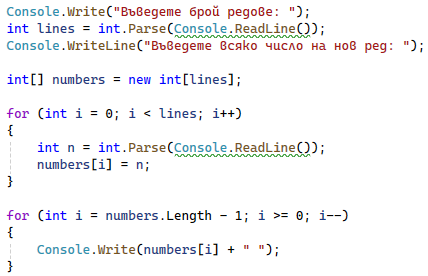 Console.Write("Въведете брой редове: ");
int lines = int.Parse(Console.ReadLine());
Console.WriteLine("Въведете всяко число на нов ред: ");
int[] numbers = new int[lines];
for (int i = 0; i < lines; i++)
{
int n = int.Parse(Console.ReadLine());
numbers[i] = n;
}
for (int i = numbers.Length - 1; i >= 0; i--)
{
Console.Write(numbers[i] + " ");
}